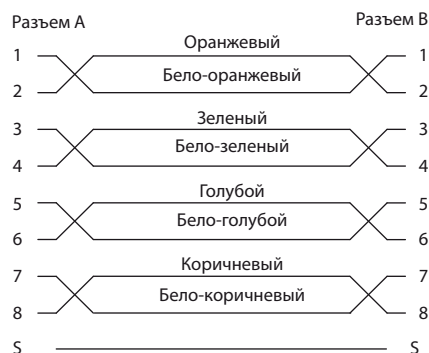 Разъем A Разъем B
Оранжевый
1 1
Бело-оранжевый
2 2
Зеленый
3 3
Бело-зеленый
4 4
Голубой
5 5
Бело-голубой
6 6
Коричневый
7 7
Бело-коричневый
8 8
S S